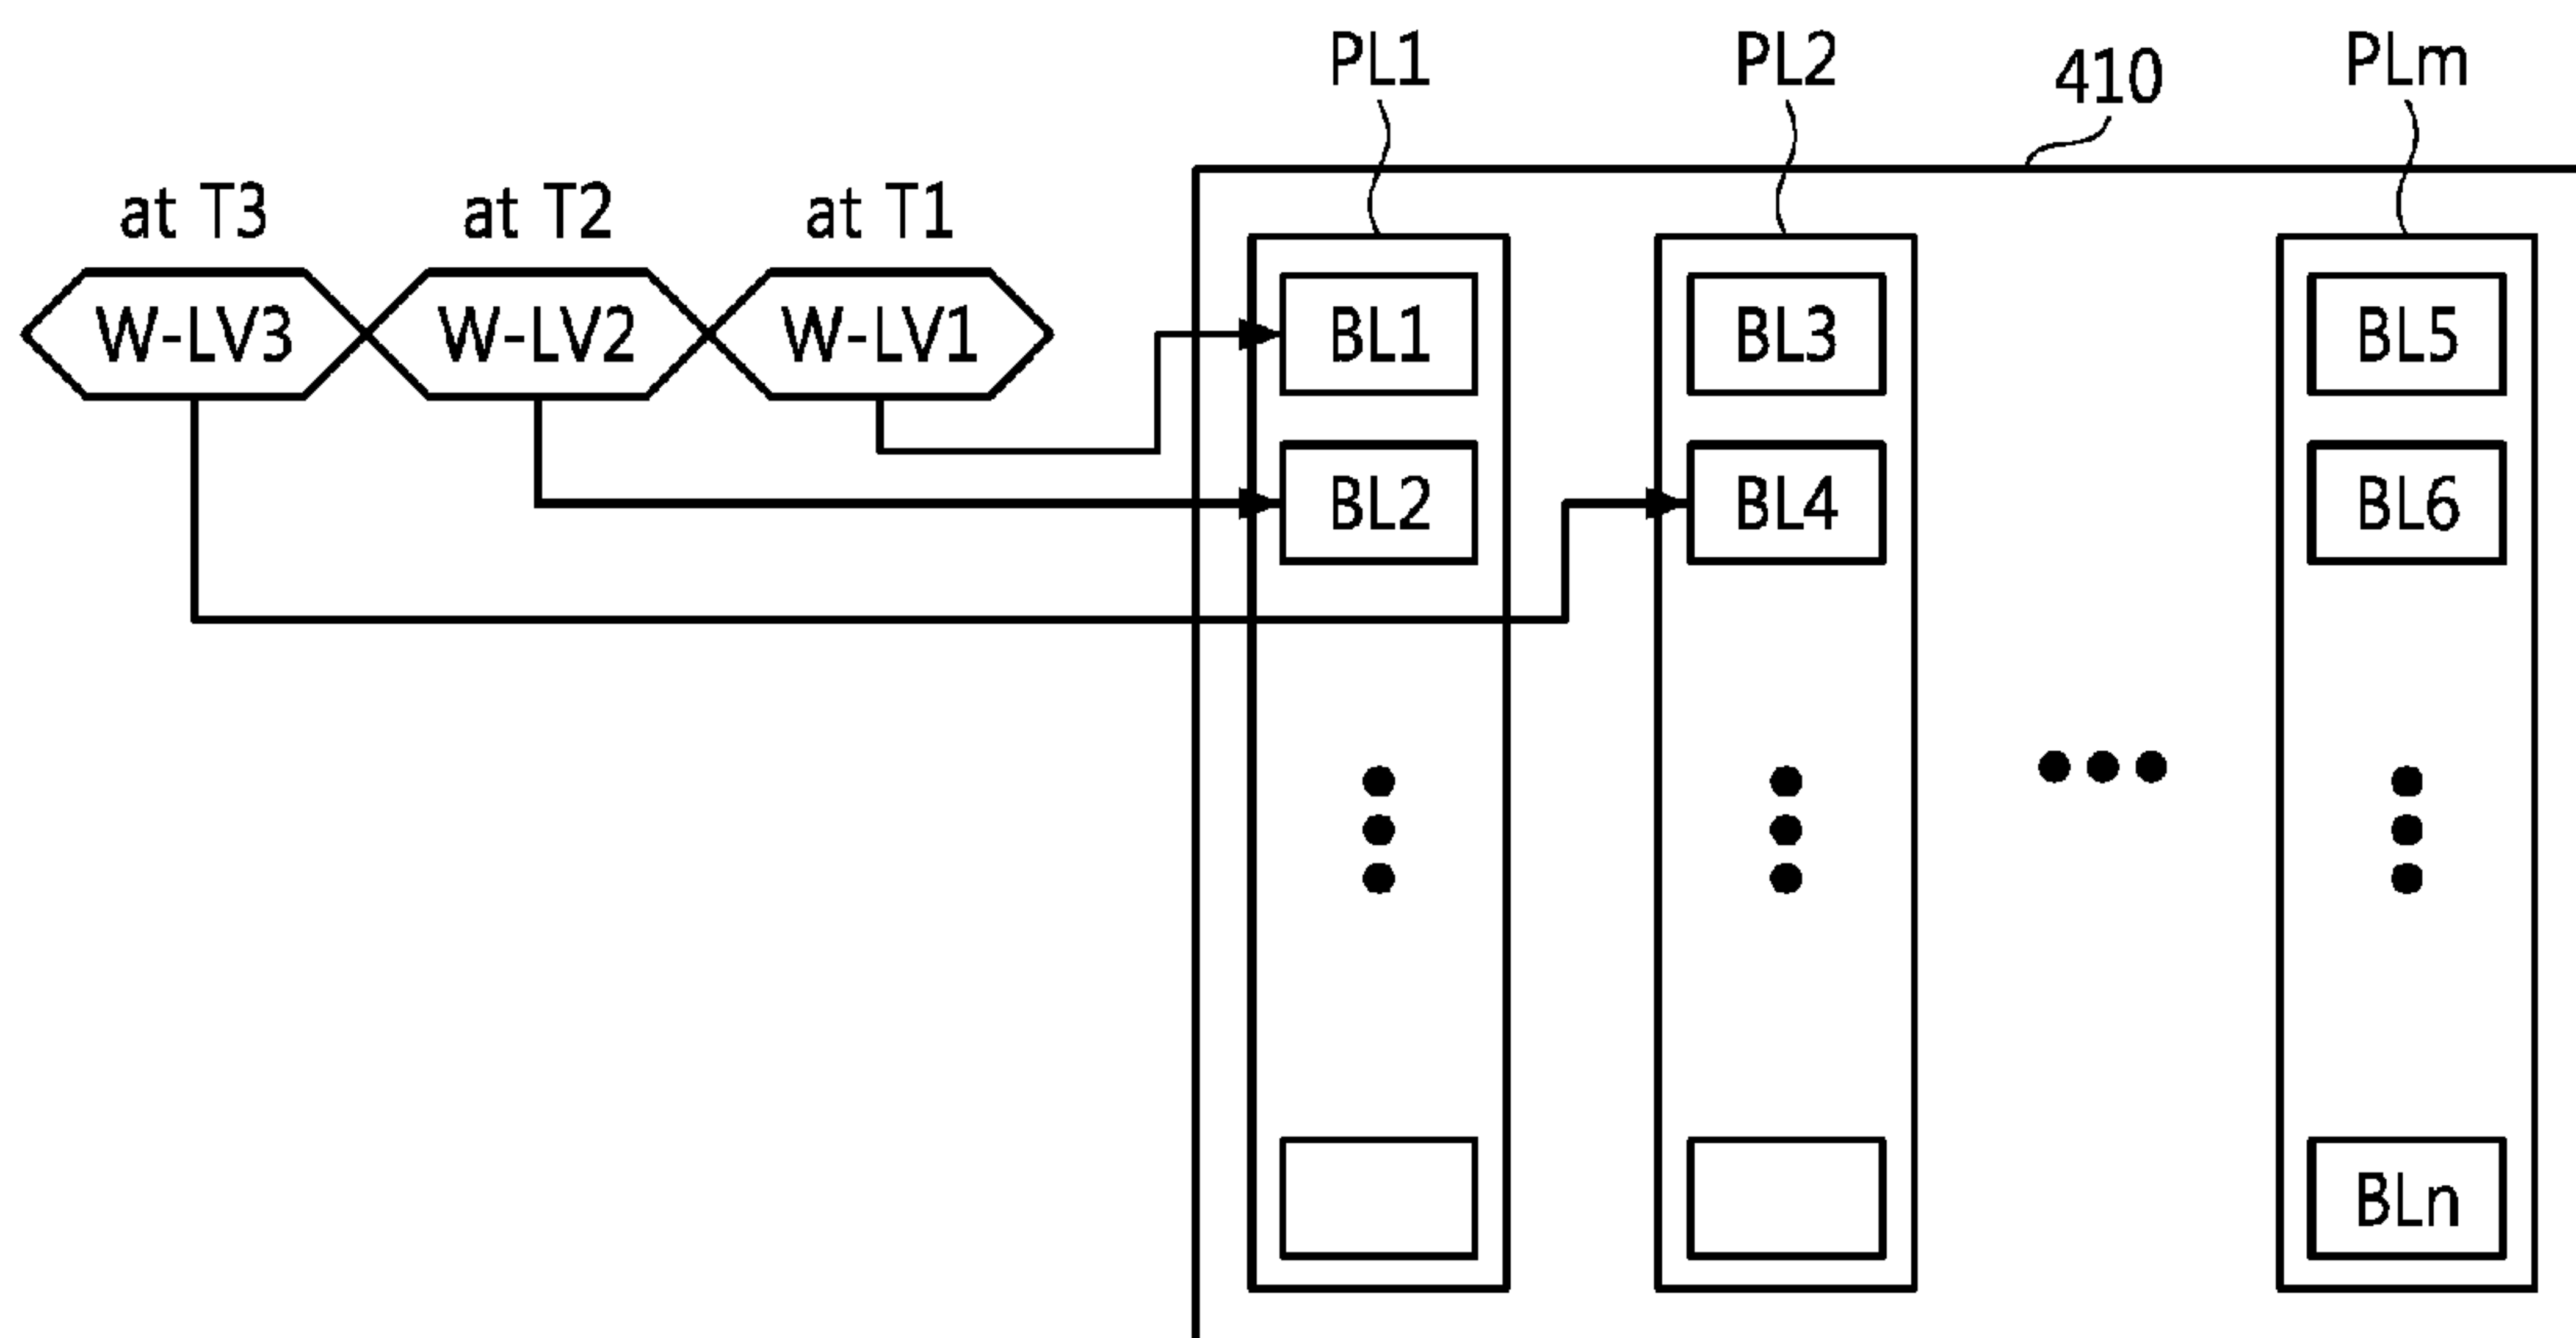 PL1 PL2 410 PLm
at T3 at T2 at T1
W-LV3 W-LV2 W-LV1 BL1 BL3 BL5
BL2 BL4 BL6
BLn